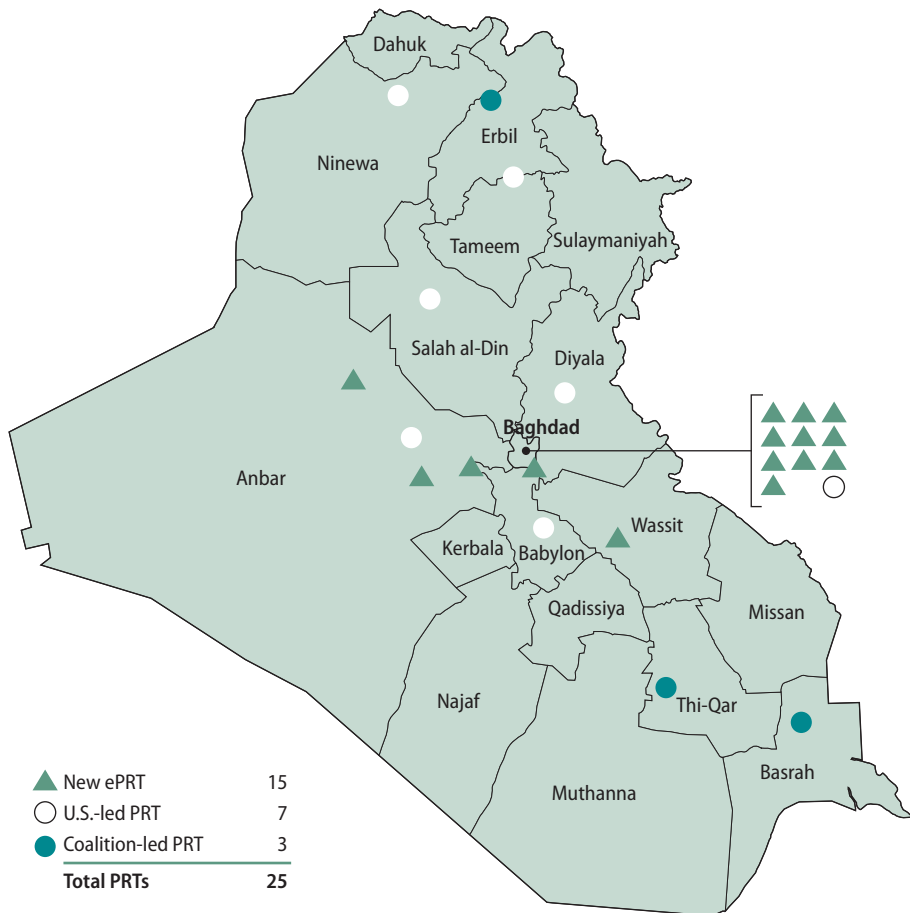 Dahuk
Erbil
Ninewa
Tameem
Sulaymaniyah
Salah al-Din
Diyala
Baghdad
Anbar
Wassit
Kerbala
Babylon
Qadissiya
Missan
Najaf
Thi-Qar
Basrah
Muthanna
New ePRT 15
U.S.-led PRT 7
Coalition-led PRT 3
Total PRTs 25